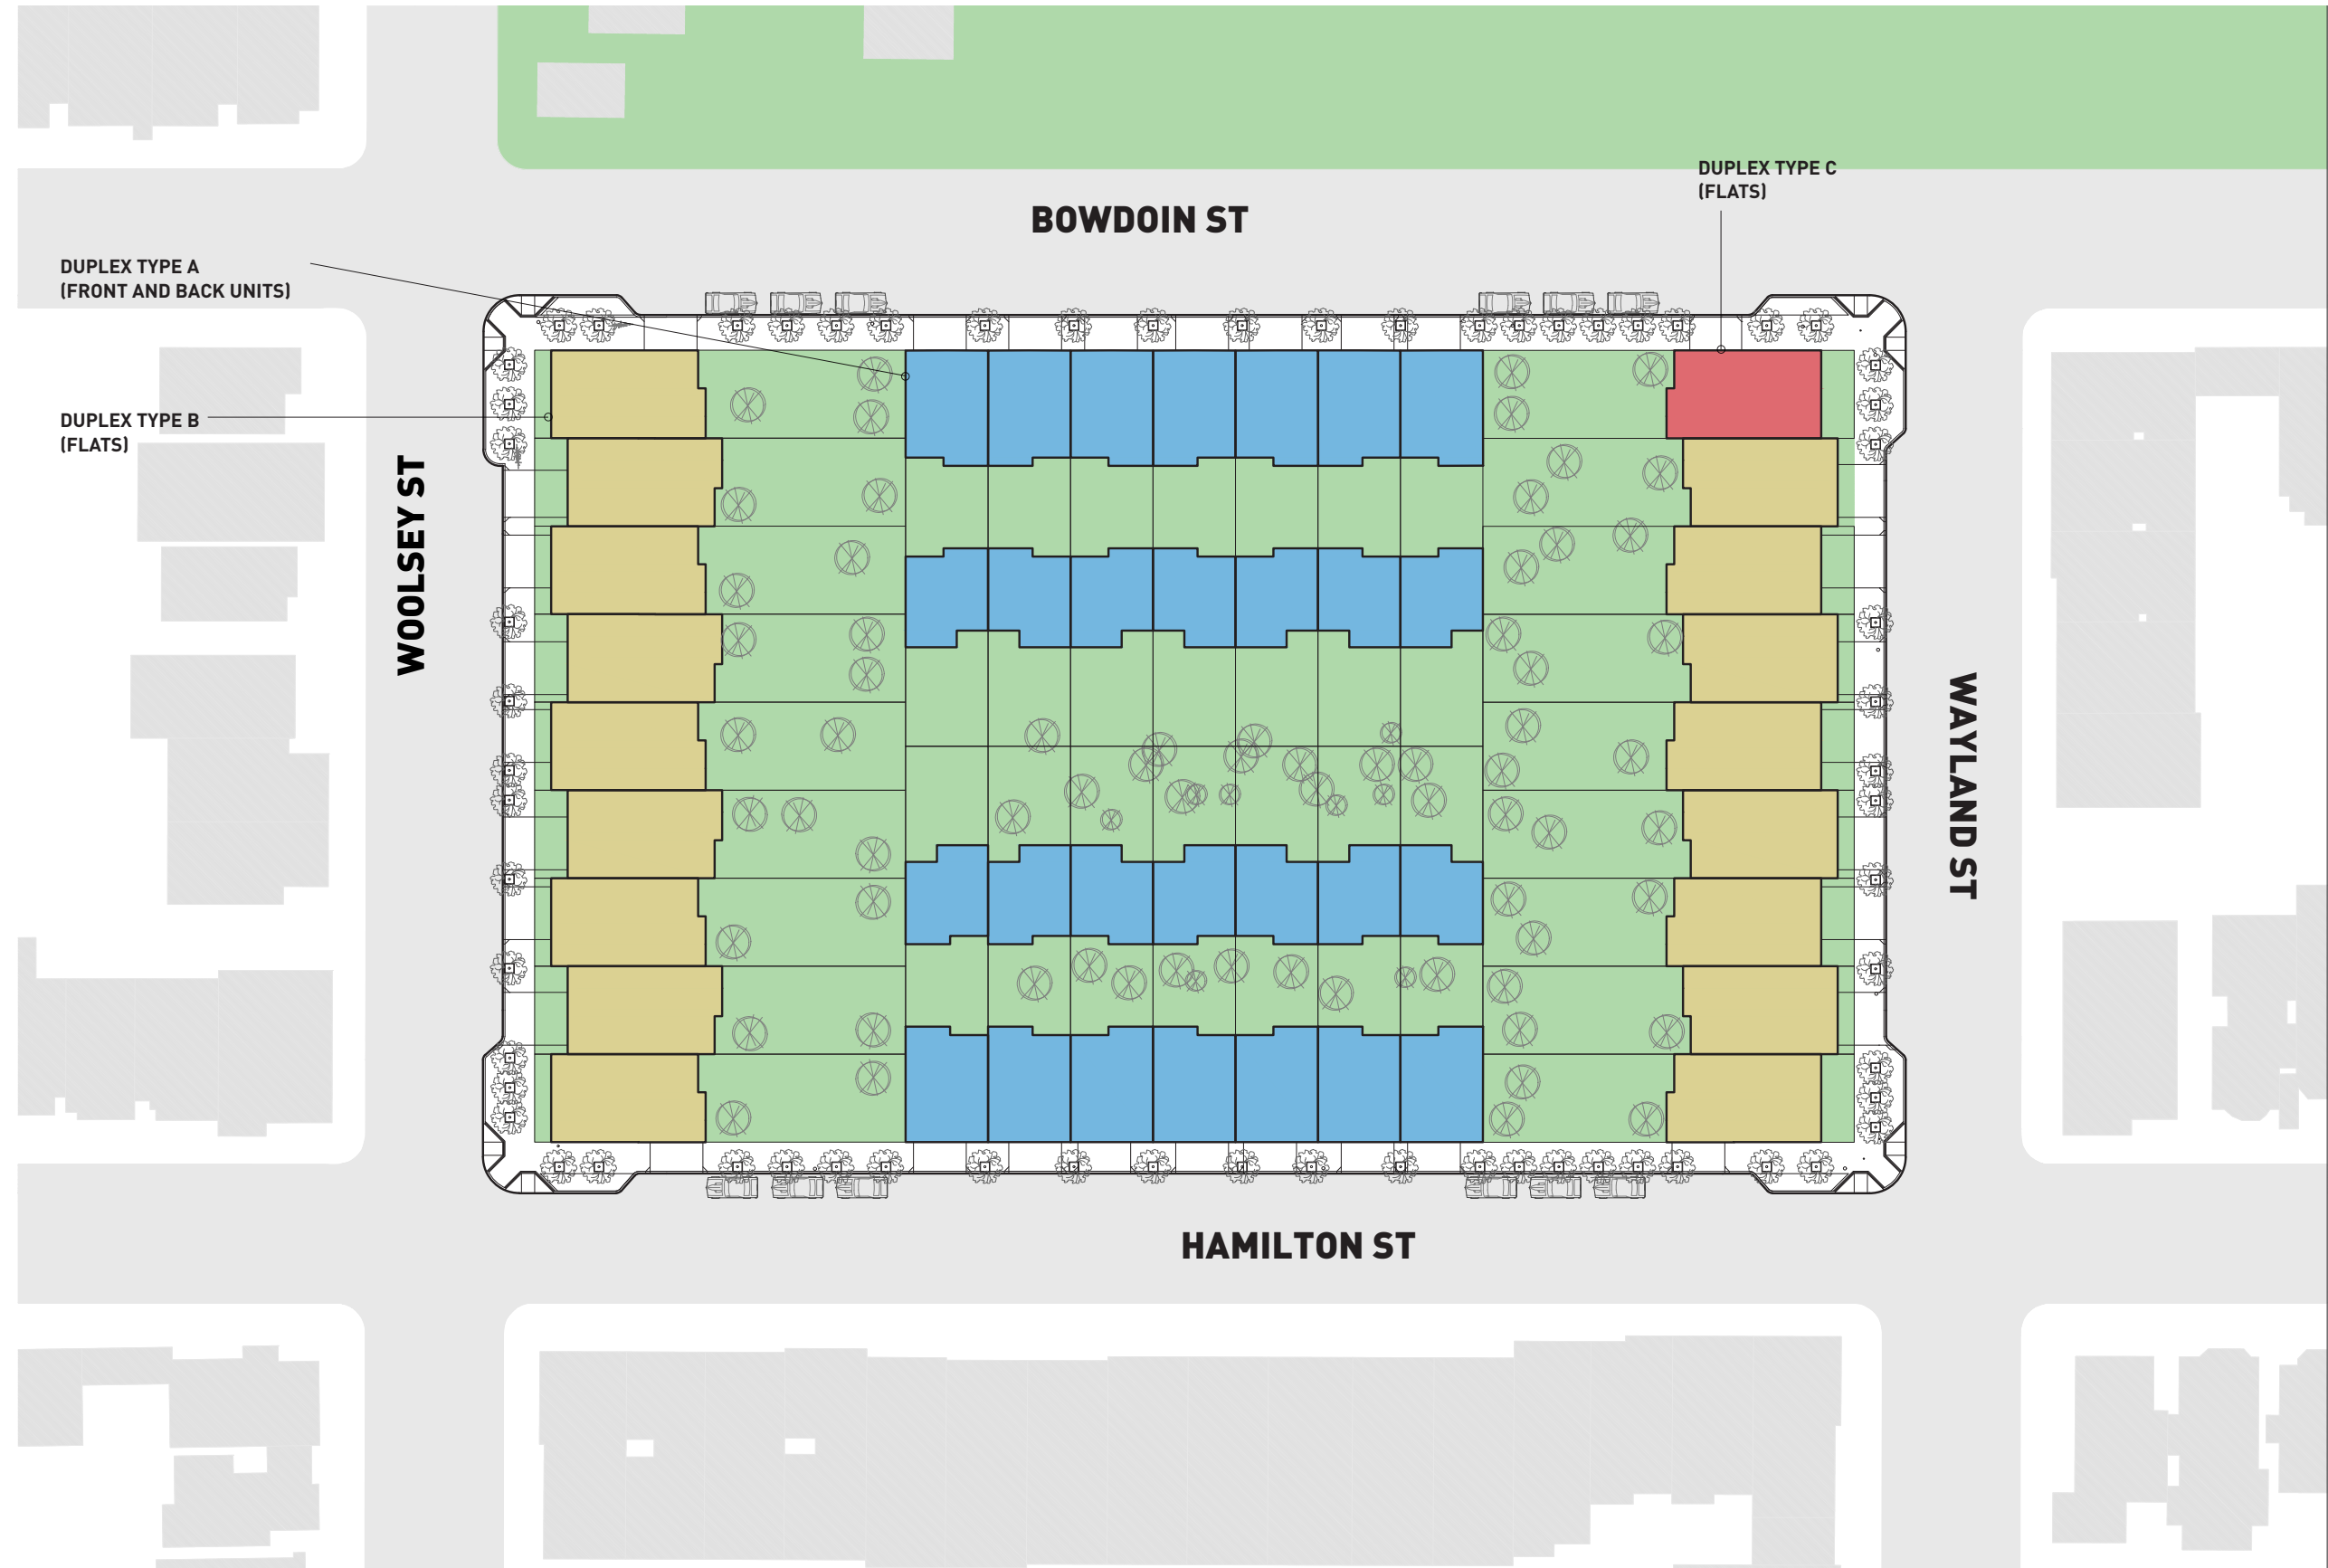 DUPLEX TYPE C
(FLATS)
BOWDOIN ST
DUPLEX TYPE A
(FRONT AND BACK UNITS)
DUPLEX TYPE B
(FLATS)
WOOLSEY ST
WAYLAND ST
HAMILTON ST